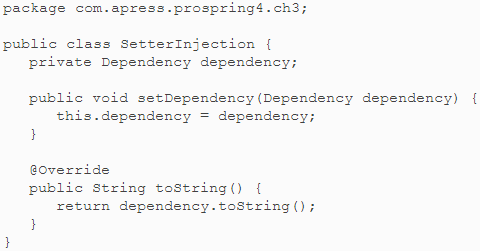 package com.apress.prospring4.ch3;
public class SetterInjection {
private Dependency dependency;
public void setDependency(Dependency dependency) {
this.dependency = dependency;
}
@Override
public String toString() {
return dependency.toString();
}
}